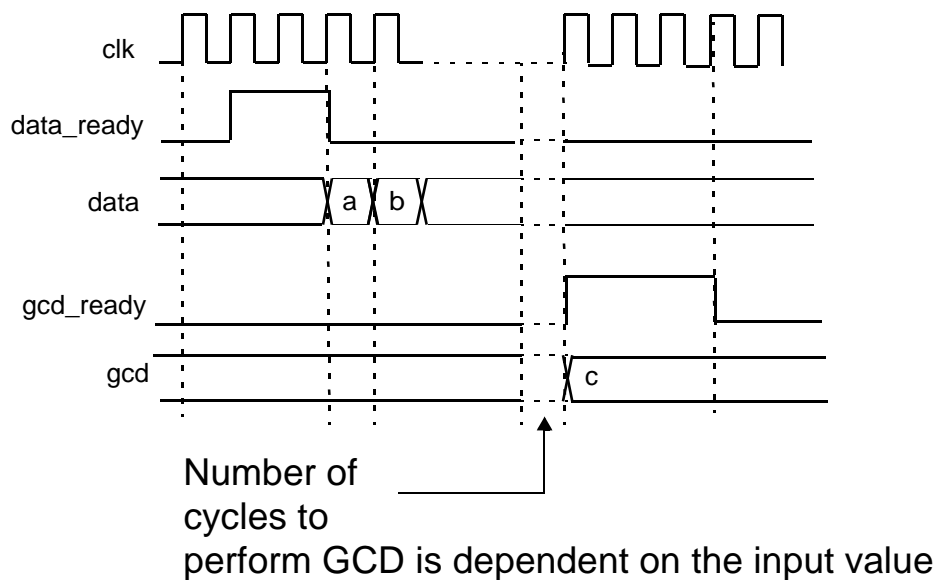 clk
data_ready
data
a
b
gcd_ready
gcd
c
Number of
cycles to
perform GCD is dependent on the input value